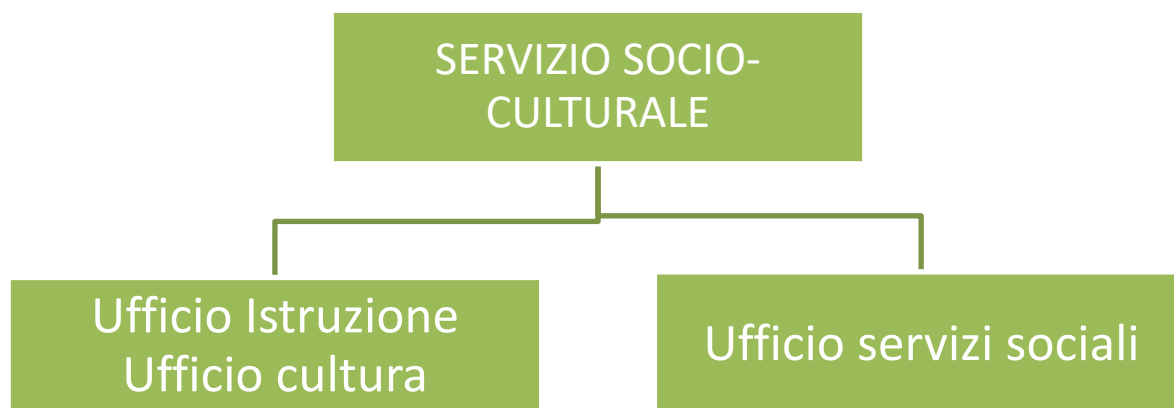 SERVIZIO SOCIO-
CULTURALE
Ufficio Istruzione
Ufficio cultura
Ufficio servizi sociali